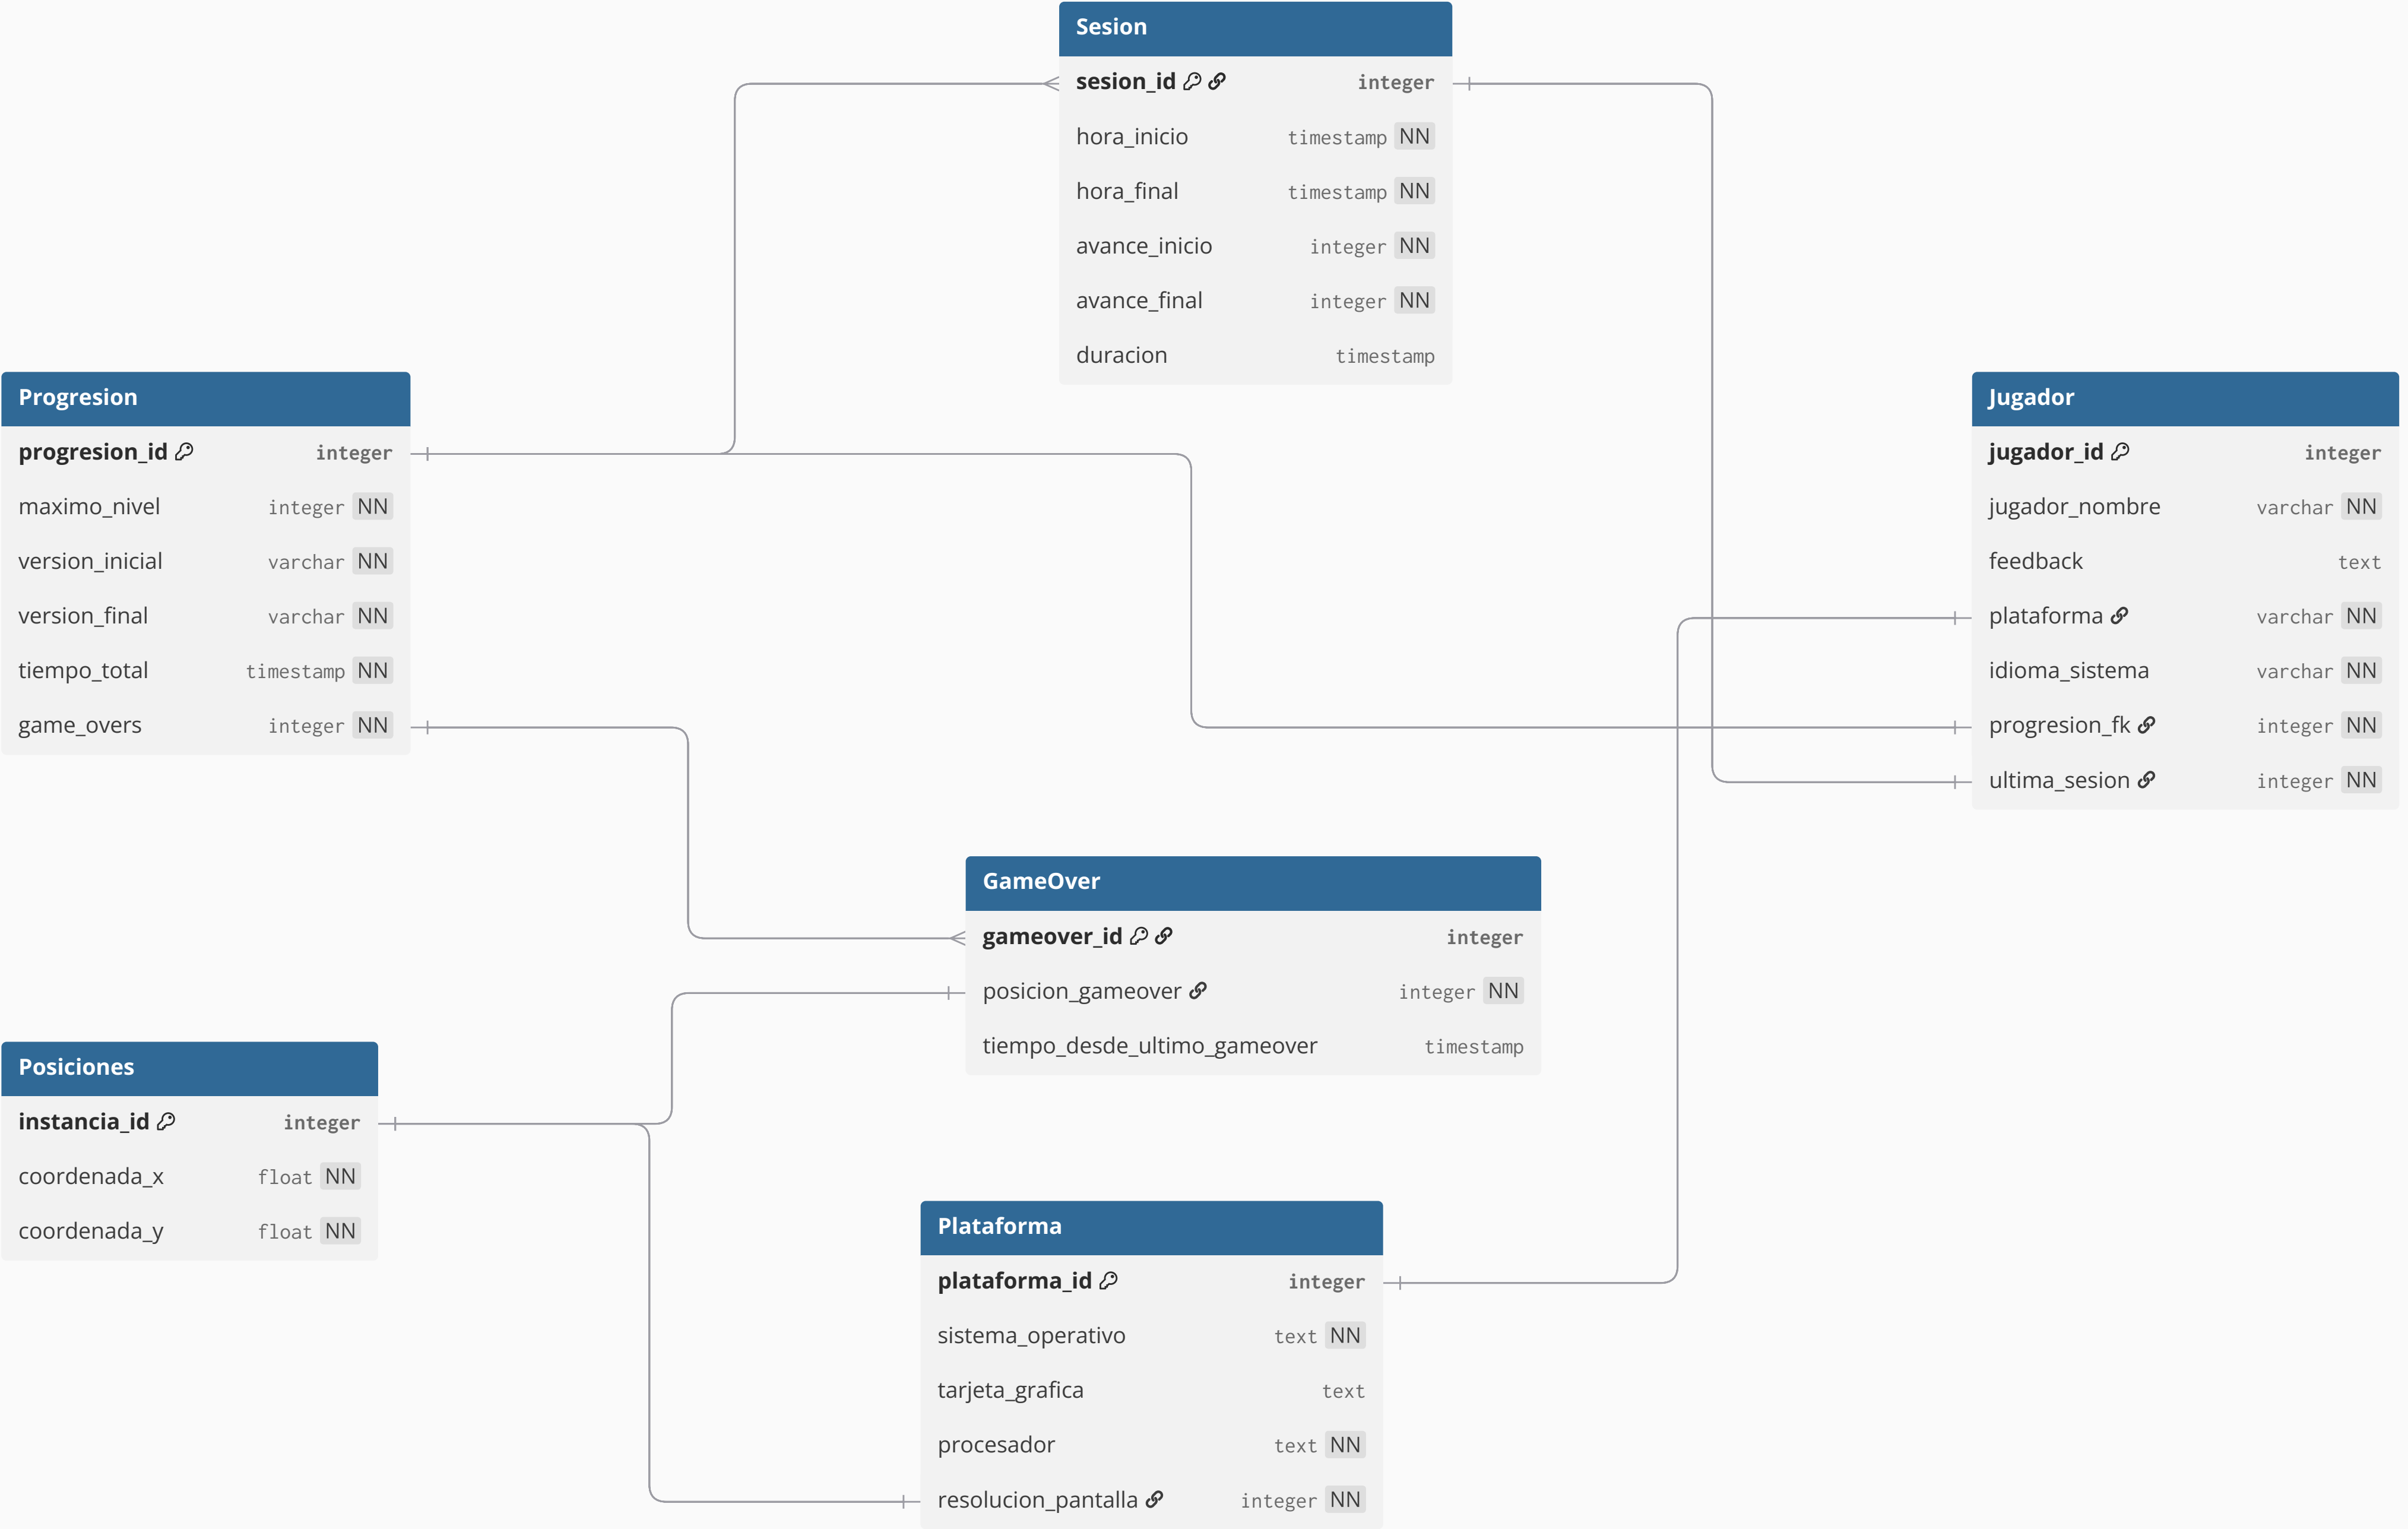 Sesion
sesion_id integer
hora_inicio timestamp NN
hora_final timestamp NN
avance_inicio integer NN
avance_final integer NN
duracion timestamp
Progresion
progresion_id integer
maximo_nivel integer NN
version_inicial varchar NN
version_final varchar NN
tiempo_total timestamp NN
game_overs integer NN
Jugador
jugador_id integer
jugador_nombre varchar NN
feedback text
plataforma varchar NN
idioma_sistema varchar NN
progresion_fk integer NN
ultima_sesion integer NN
GameOver
gameover_id integer
posicion_gameover integer NN
tiempo_desde_ultimo_gameover timestamp
Posiciones
instancia_id integer
coordenada_x float NN
coordenada_y float NN
Plataforma
plataforma_id integer
sistema_operativo text NN
tarjeta_grafica text
procesador text NN
resolucion_pantalla integer NN